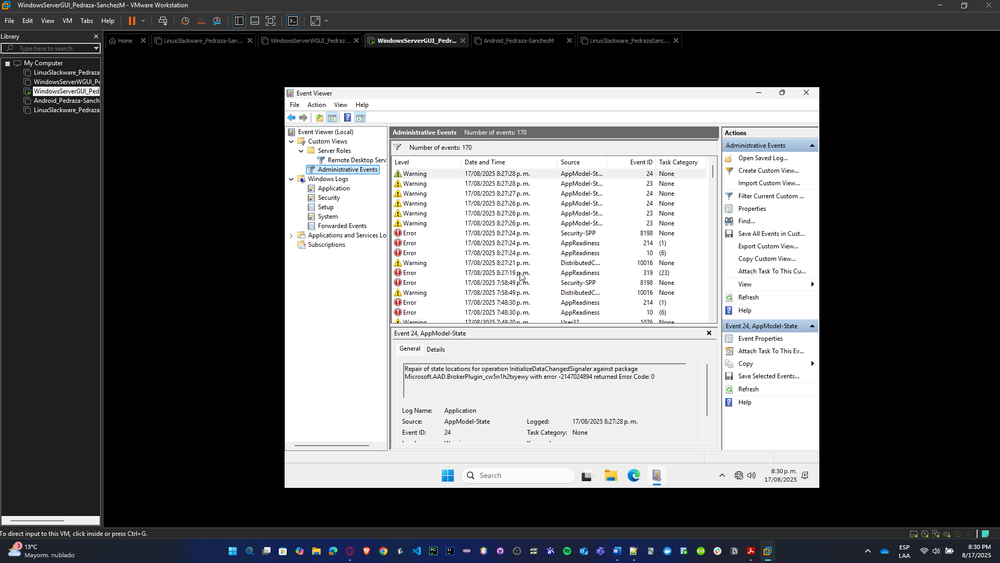 WindowsServerGUI_Pedraza-SanchezM - VMware Workstation
File Edit View VM Tabs Help
Library
Type here to search
My Computer
LinuxSlackware_Pedraza
WindowsServerWGUI_Pe
WindowsServerGUI_Ped
Android_Pedraza-Sanch
LinuxSlackware_Pedraza
Home
LinuxSlackware_Pedraza-San...
WindowsServerWGUI_Pedraz...
WindowsServerGUI_Pedr...
Android_Pedraza-SanchezM
LinuxSlackware_PedrazaSanc...
Event Viewer
File Action View Help
Event Viewer (Local)
Custom Views
Server Roles
Remote Desktop Serv
Administrative Events
Windows Logs
Application
Security
Setup
System
Forwarded Events
Applications and Services Lo
Subscriptions
Administrative Events Number of events: 170
Number of events: 170
Level Date and Time Source Event ID Task Category
Warning 17/08/2025 8:27:28 p. m. AppModel-St... 24 None
Warning 17/08/2025 8:27:28 p. m. AppModel-St... 23 None
Warning 17/08/2025 8:27:27 p. m. AppModel-St... 24 None
Warning 17/08/2025 8:27:26 p. m. AppModel-St... 24 None
Warning 17/08/2025 8:27:26 p. m. AppModel-St... 23 None
Warning 17/08/2025 8:27:26 p. m. AppModel-St... 23 None
Error 17/08/2025 8:27:24 p. m. Security-SPP 8198 None
Error 17/08/2025 8:27:24 p. m. AppReadiness 214 (1)
Error 17/08/2025 8:27:24 p. m. AppReadiness 10 (6)
Warning 17/08/2025 8:27:21 p. m. DistributedC... 10016 None
Error 17/08/2025 8:27:19 p. m. AppReadiness 319 (23)
Error 17/08/2025 7:58:49 p. m. Security-SPP 8198 None
Warning 17/08/2025 7:58:49 p. m. DistributedC... 10016 None
Error 17/08/2025 7:48:30 p. m. AppReadiness 214 (1)
Error 17/08/2025 7:48:30 p. m. AppReadiness 10 (6)
Warning 17/08/2025 7:48:20 p. m. User32 1076 None
Event 24, AppModel-State
General Details
Repair of state locations for operation InitializeDataChangedSignaler against package
Microsoft.AAD.BrokerPlugin_cw5n1h2txyewy with error -2147024894 returned Error Code: 0
Log Name: Application
Source: AppModel-State Logged: 17/08/2025 8:27:28 p. m.
Event ID: 24 Task Category: None
Actions
Administrative Events
Open Saved Log...
Create Custom View...
Import Custom View...
Filter Current Custom ...
Properties
Find...
Save All Events in Cust...
Export Custom View...
Copy Custom View...
Attach Task To This Cu...
View
Refresh
Help
Event 24, AppModel-State
Event Properties
Attach Task To This Ev...
Copy
Save Selected Events...
Refresh
Help
Search
8:30 p. m.
17/08/2025
To direct input to this VM, click inside or press Ctrl+G.
3
13°C
Mayorm. nublado
ESP
LAA
8:30 PM
8/17/2025